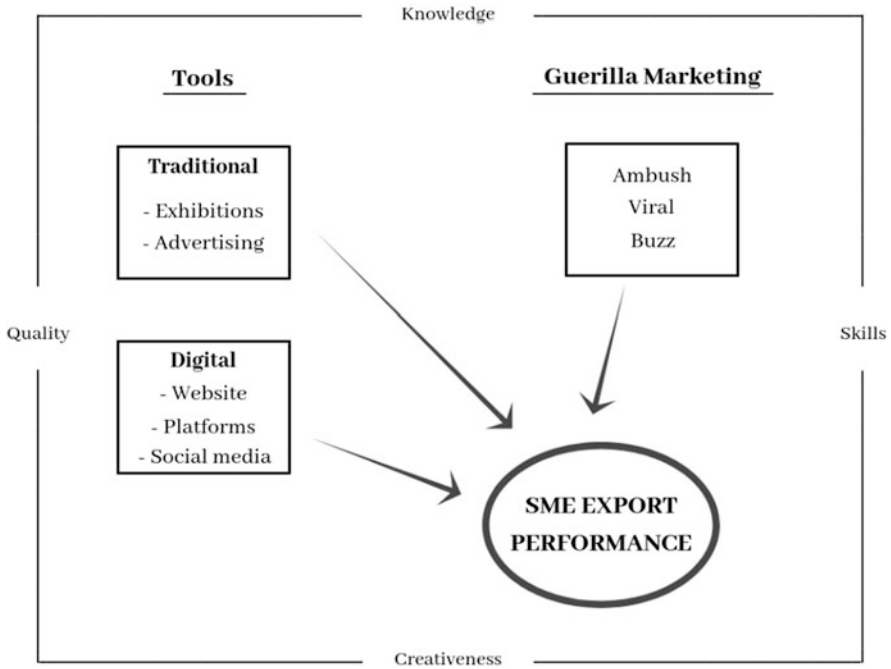 Knowledge
Tools
Guerilla Marketing
Traditional
- Exhibitions
- Advertising
Ambush
Viral
Buzz
Quality
Skills
Digital
- Website
- Platforms
- Social media
SME EXPORT
PERFORMANCE
Creativeness